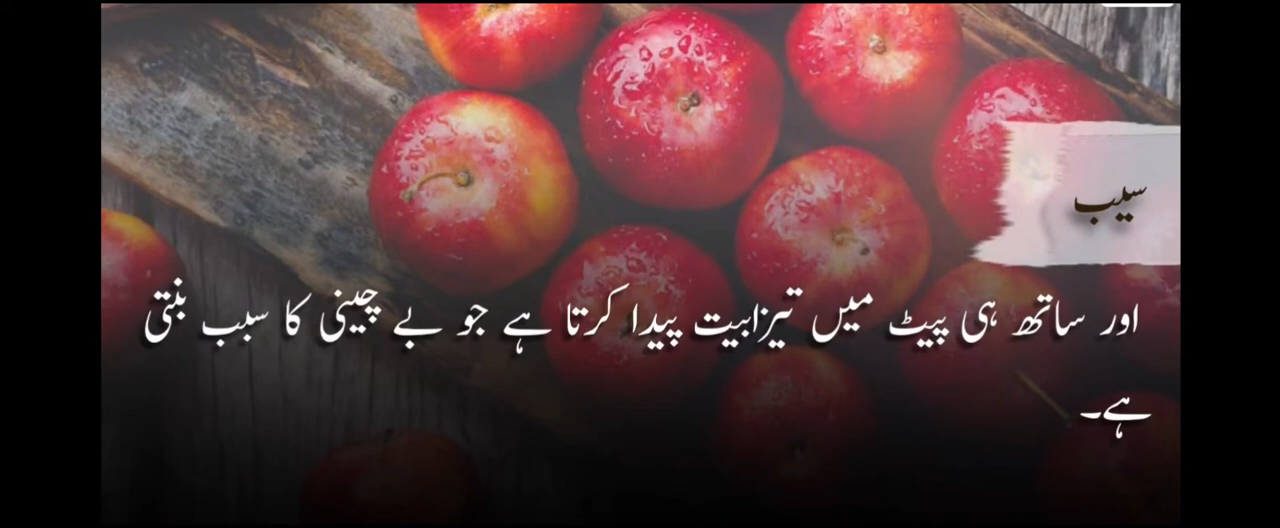 سیب
اور ساتھ ہی پیٹ میں تیزابیت پیدا کرتا ہے جو بے چینی کا سبب بنتی
ہے۔